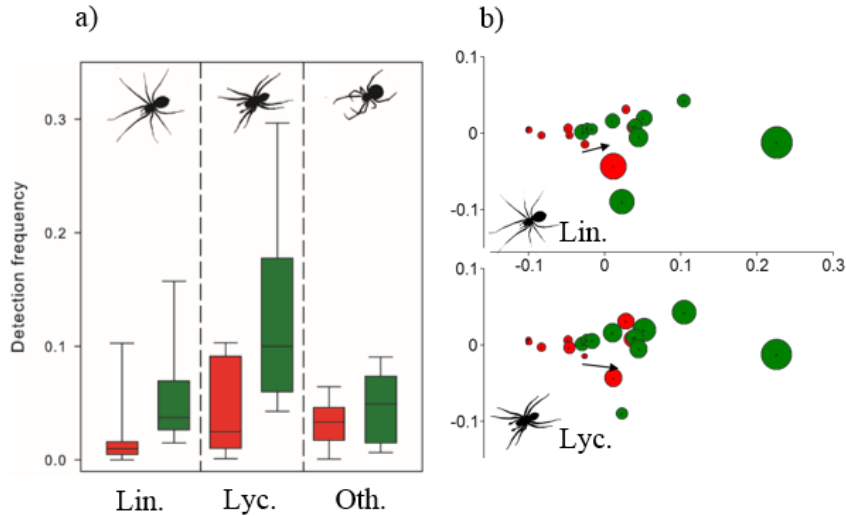 a)
Detection frequency
0.3
0.2
0.1
0.0
Lin.
Lyc.
Oth.
b)
0.1
0
-0.1
Lin.
-0.1
0
0.1
0.2
0.3
0.1
0
-0.1
Lyc.